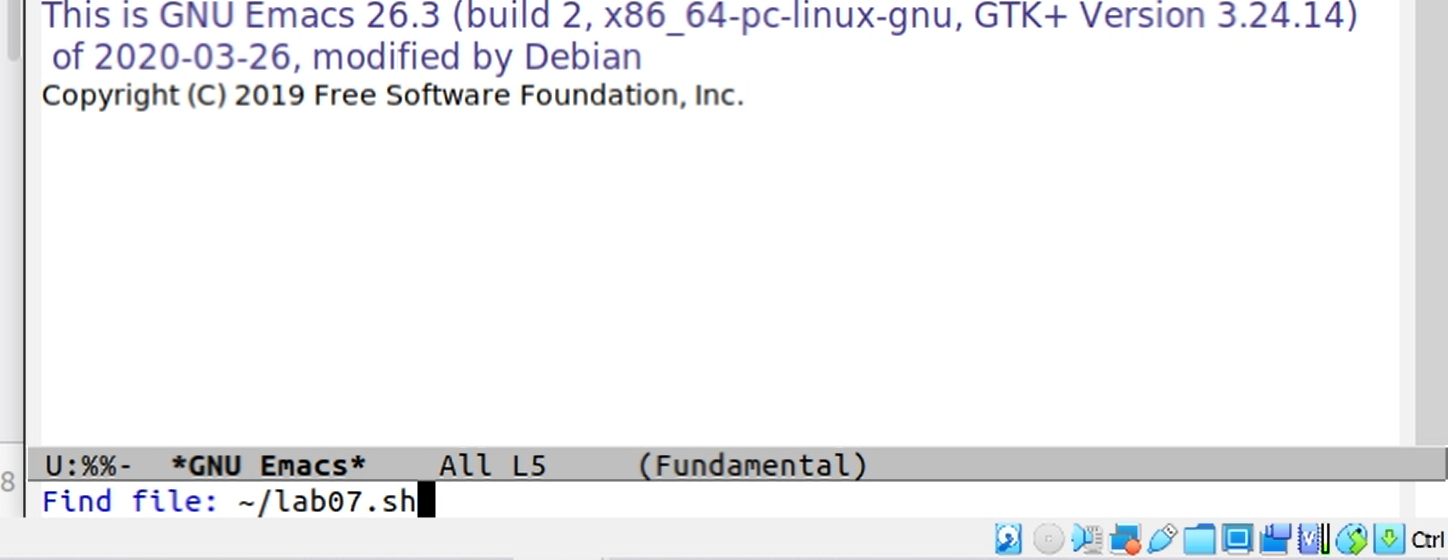 This is GNU Emacs 26.3 (build 2, x86_64-pc-linux-gnu, GTK+ Version 3.24.14)
of 2020-03-26, modified by Debian
Copyright (C) 2019 Free Software Foundation, Inc.
U:%%- *GNU Emacs* All L5 (Fundamental)
8
Find file: ~/lab07.sh
Ctrl